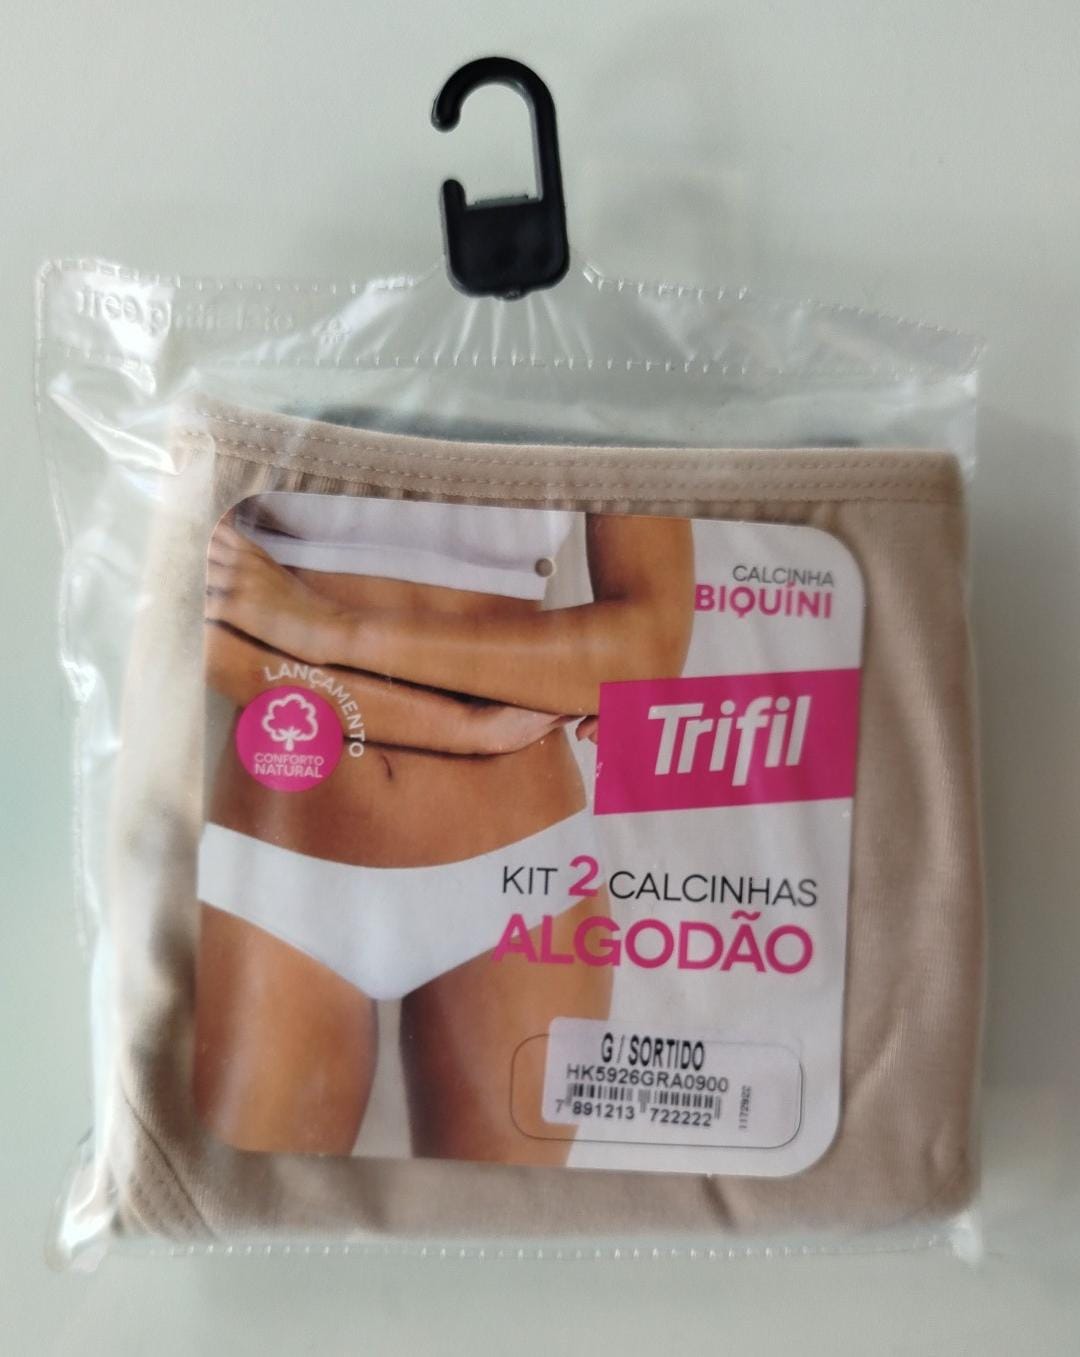 CALCINHA
BIQUÍNI
Trifil
LANÇAMENTO
CONFORTO
NATURAL
KIT 2 CALCINHAS
ALGODÃO
G / SORTIDO
HK5926GRA0900
7 891213 722222